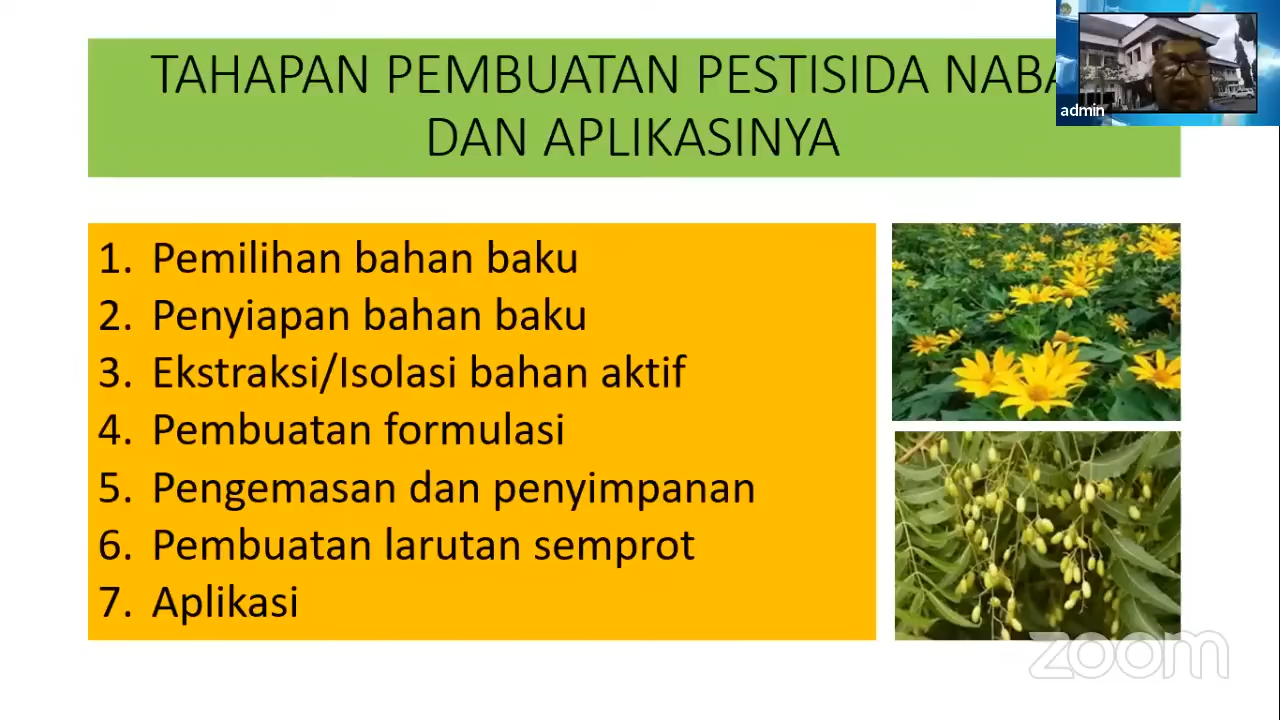 TAHAPAN PEMBUATAN PESTISIDA
DAN APLIKASINYA
admin
1. Pemilihan bahan baku
2. Penyiapan bahan baku
3. Ekstraksi/Isolasi bahan aktif
4. Pembuatan formulasi
5. Pengemasan dan penyimpanan
6. Pembuatan larutan semprot
7. Aplikasi
zoom